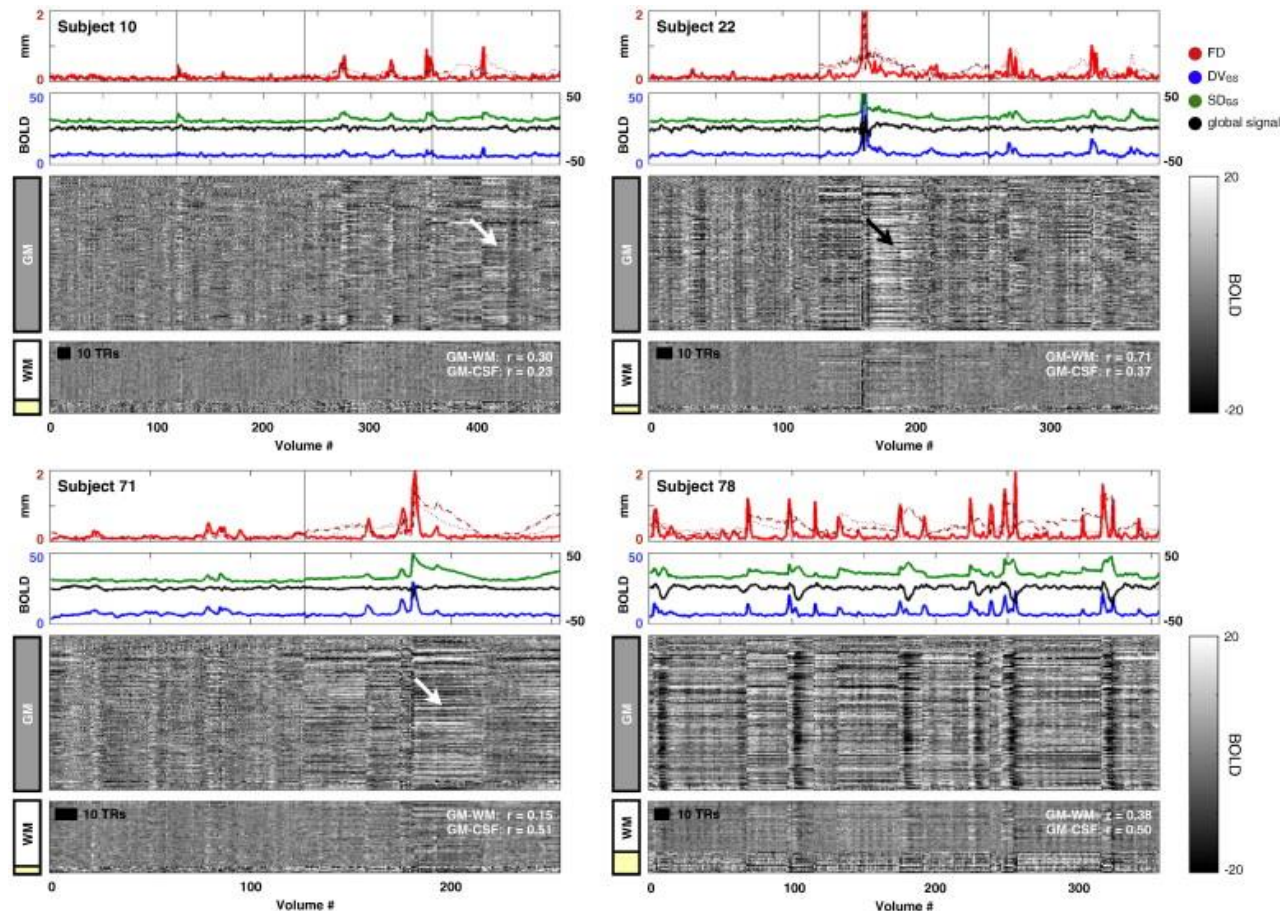 Subject 10
2
mm
0
50
BOLD
0
50
-50
GM
WM
10 TRs
GM-WM: r = 0.30
GM-CSF: r = 0.23
0 100 200 300 400
Volume #
Subject 22
2
mm
0
50
BOLD
0
50
-50
GM
WM
10 TRs
GM-WM: r = 0.71
GM-CSF: r = 0.37
0 100 200 300
Volume #
FD
DVGS
SDGS
global signal
20
BOLD
-20
Subject 71
2
mm
0
50
BOLD
0
50
-50
GM
WM
10 TRs
GM-WM: r = 0.15
GM-CSF: r = 0.51
0 100 200
Volume #
Subject 78
2
mm
0
50
BOLD
0
50
-50
GM
WM
10 TRs
GM-WM: r = 0.38
GM-CSF: r = 0.50
0 100 200 300
Volume #
20
BOLD
-20